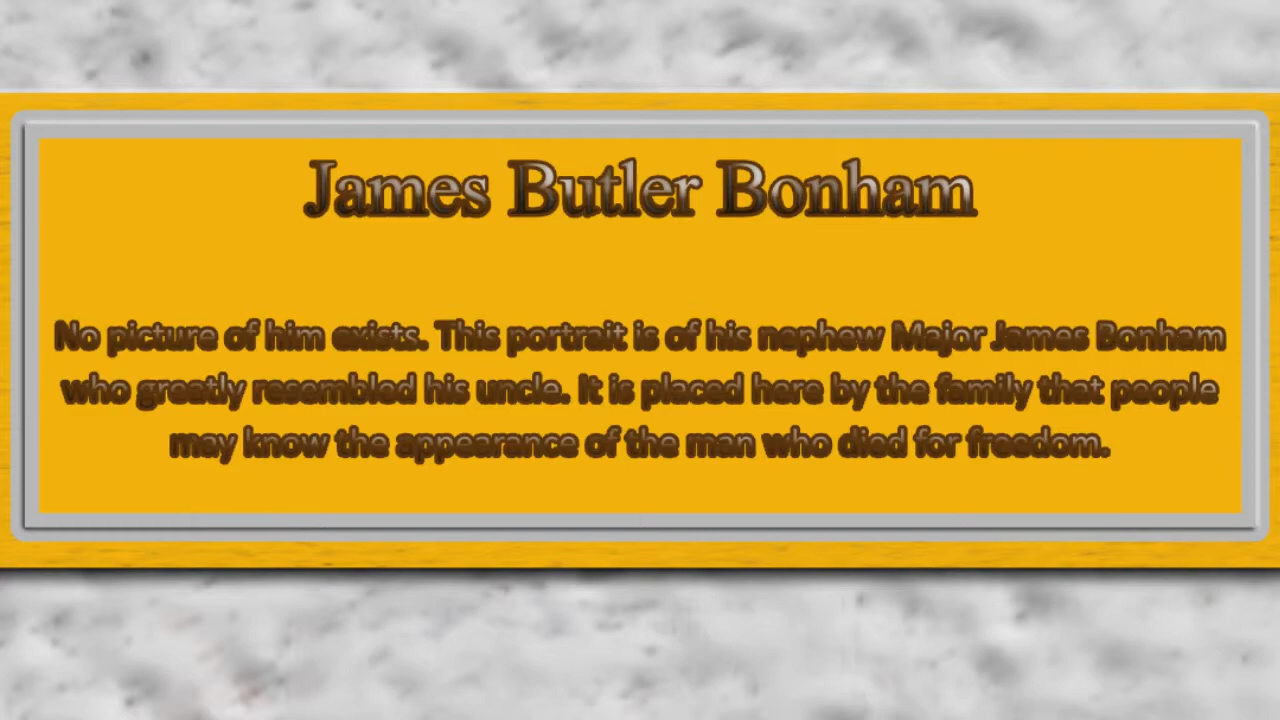 James Butler Bonham
No picture of him exists. This portrait is of his nephew Major James Bonham
who greatly resembled his uncle. It is placed here by the family that people
may know the appearance of the man who died for freedom.